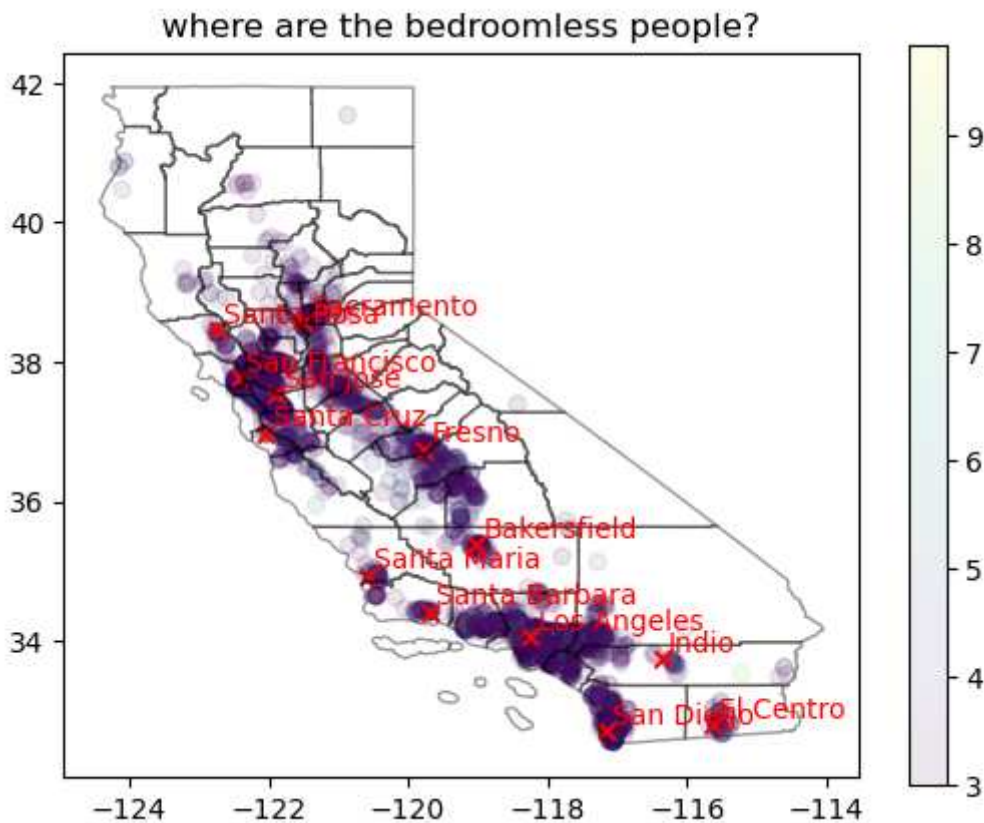 where are the bedroomless people?
42
40
38
36
34
−124
−122
−120
−118
−116
−114
9
8
7
6
5
4
3
Sacramento
Santa Rosa
San Francisco
San Jose
Santa Cruz
Fresno
Bakersfield
Santa Maria
Santa Barbara
Los Angeles
Indio
San Diego
El Centro